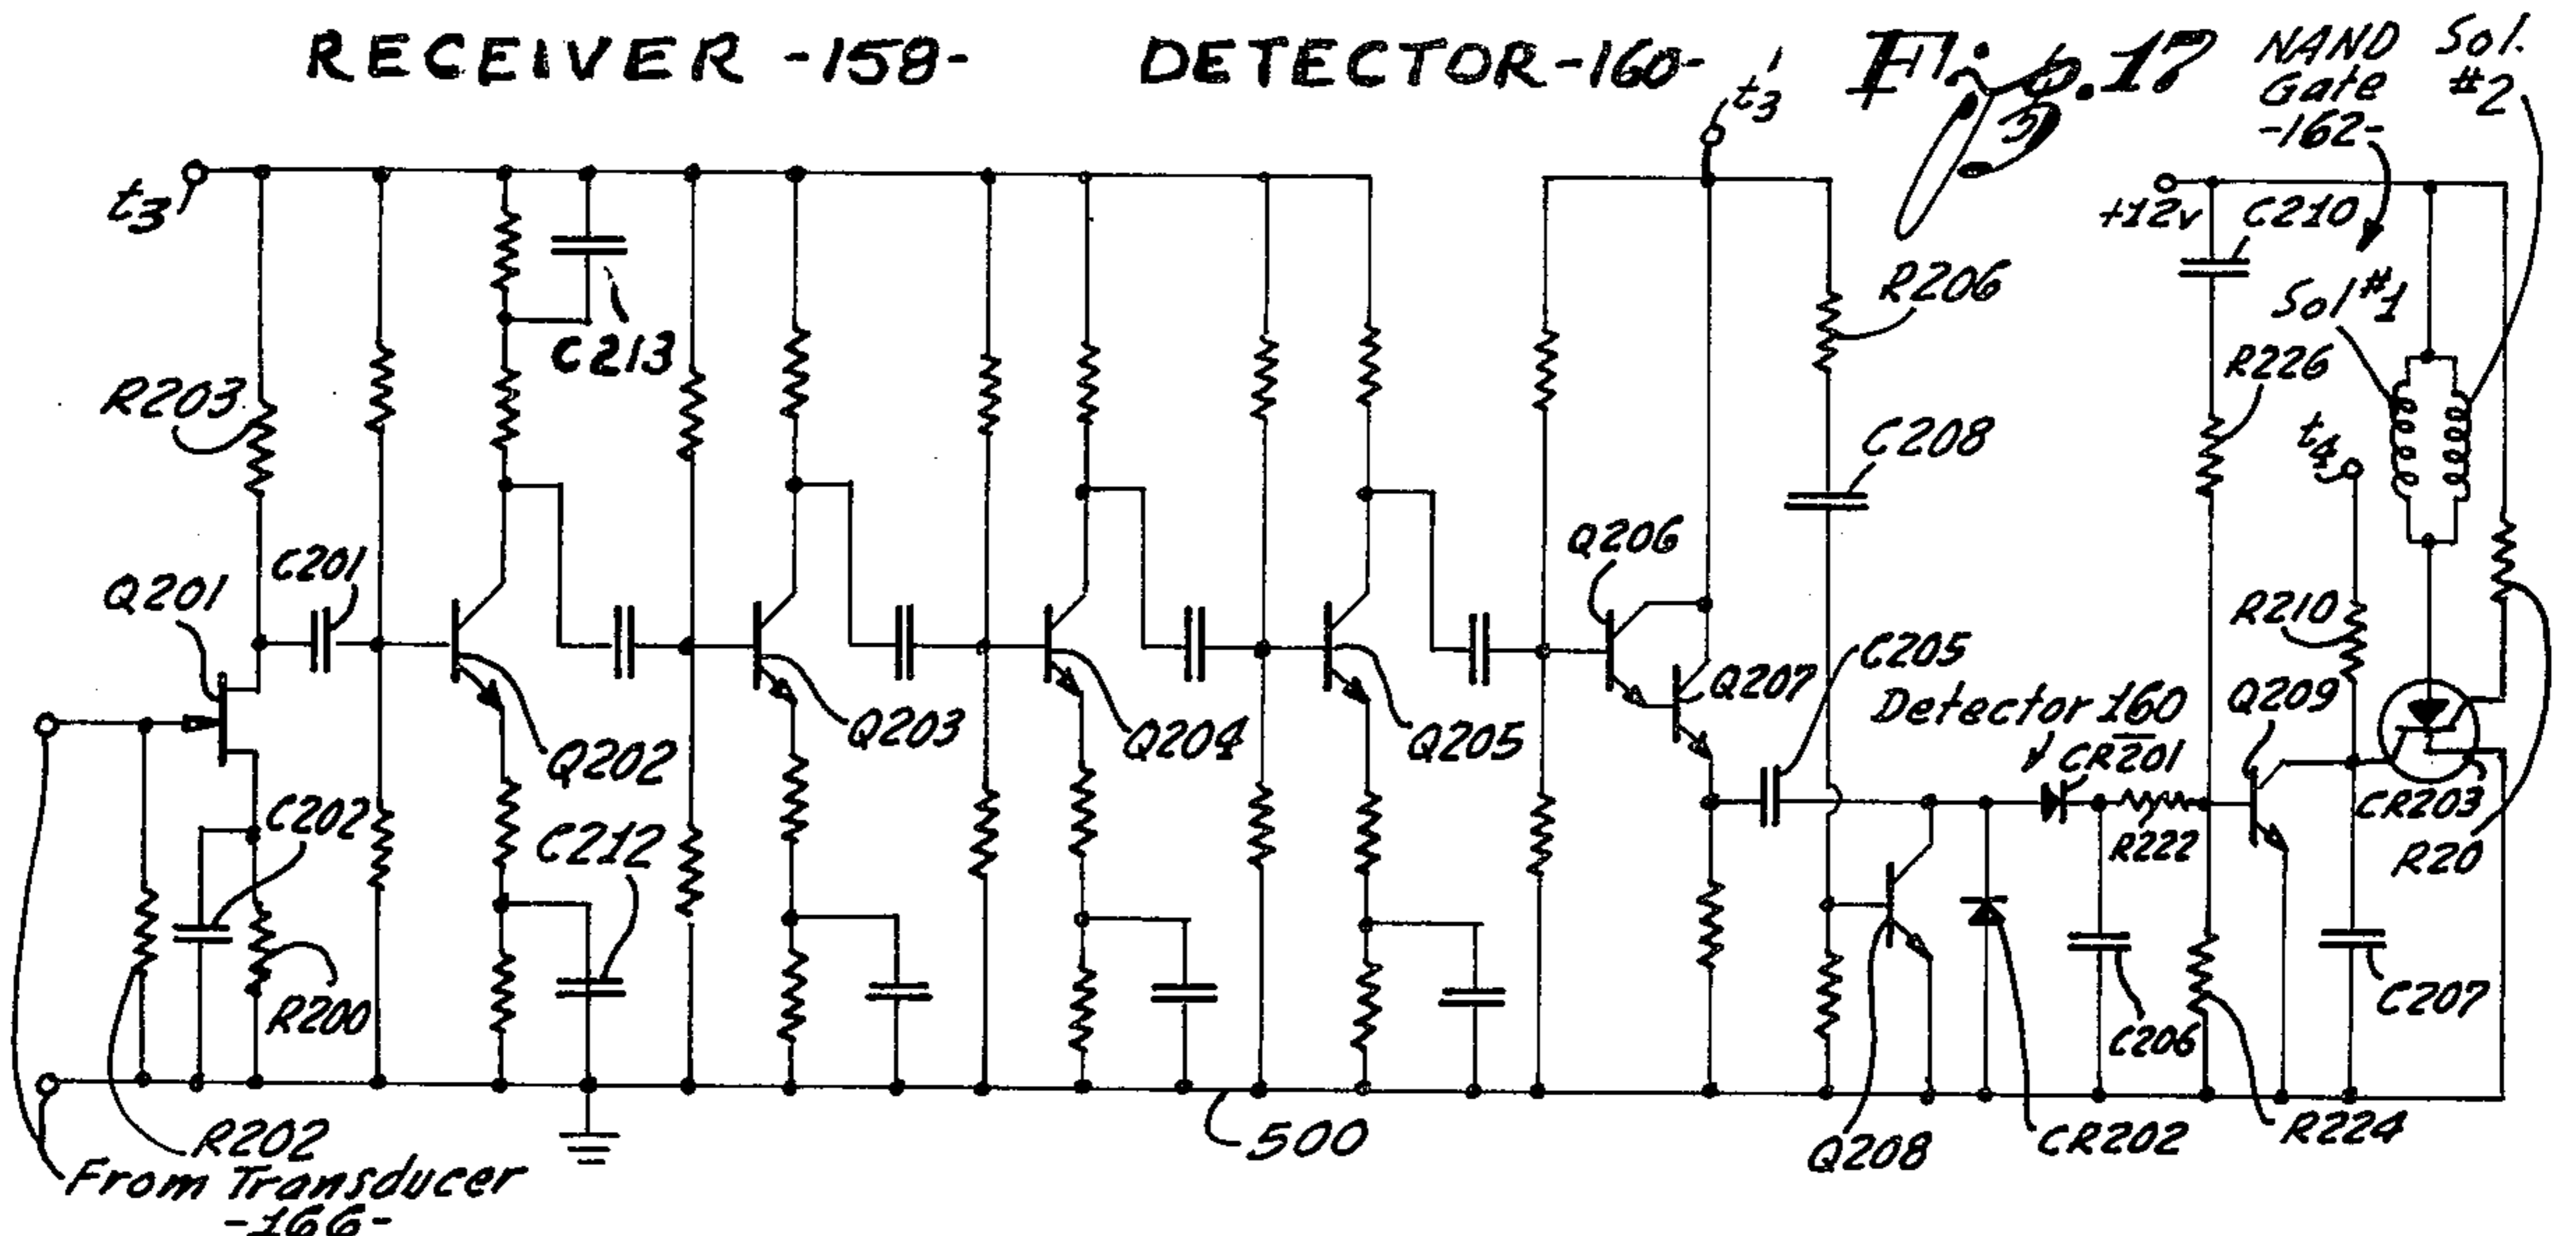 RECEIVER -158-
DETECTOR-160-
Fig. 17
NAND Gate -162-
Sol. #2
t3
t3'
+12v
C210
C213
R206
Sol #1
R203
R226
C208
t4
C201
Q201
Q206
R210
C205
Q207
Detector 160
Q209
Q202
Q203
Q204
Q205
CR201
C202
C212
R222
CR203
R20
R200
C206
C207
R202
500
Q208
CR202
R224
From Transducer
-166-